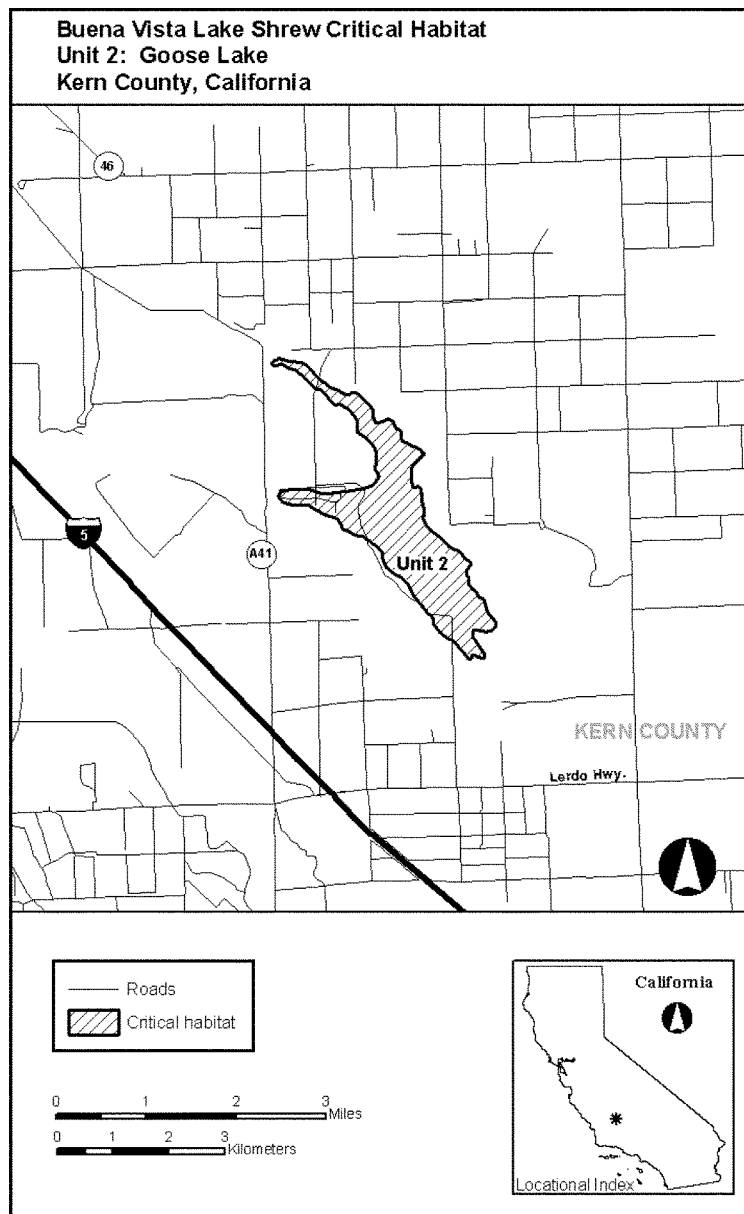 Buena Vista Lake Shrew Critical Habitat
Unit 2: Goose Lake
Kern County, California
46
5
A41
Unit 2
KERN COUNTY
Lerdo Hwy.
Roads
Critical habitat
0 1 2 3
Miles
0 1 2 3
Kilometers
California
Locational Index